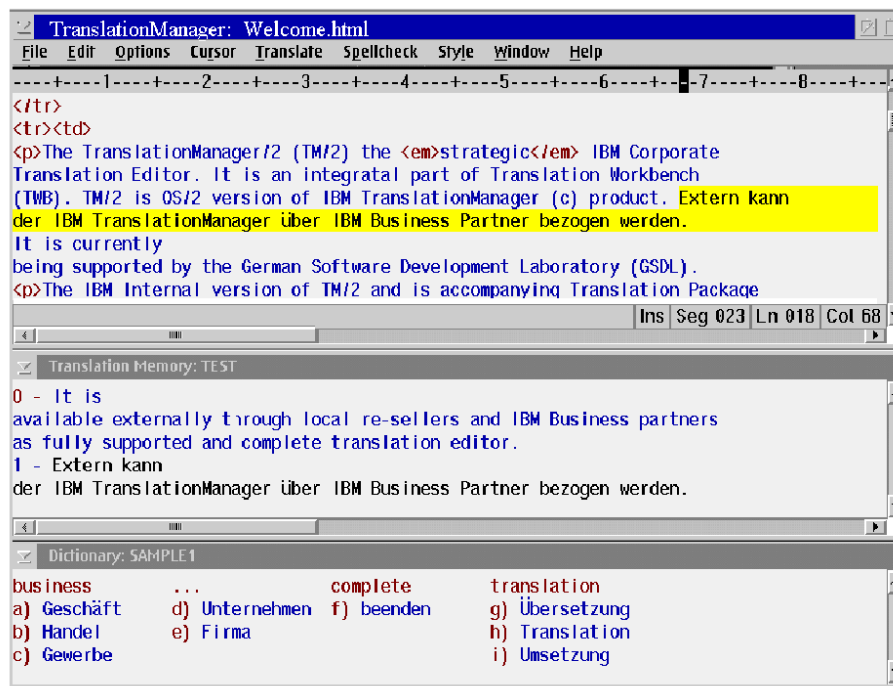 TranslationManager: Welcome.html
File Edit Options Cursor Translate Spellcheck Style Window Help
----+----1----+----2----+----3----+----4----+----5----+----6----+----7----+----8----+---
</tr>
<tr><td>
<p>The TranslationManager/2 (TM/2) the <em>strategic</em> IBM Corporate
Translation Editor. It is an integratal part of Translation Workbench
(TWB). TM/2 is OS/2 version of IBM TranslationManager (c) product. Extern kann
der IBM TranslationManager über IBM Business Partner bezogen werden.
It is currently
being supported by the German Software Development Laboratory (GSDL).
<p>The IBM Internal version of TM/2 and is accompanying Translation Package
Ins Seg 023 Ln 018 Col 68
Translation Memory: TEST
0 - It is
available externally through local re-sellers and IBM Business partners
as fully supported and complete translation editor.
1 - Extern kann
der IBM TranslationManager über IBM Business Partner bezogen werden.
Dictionary: SAMPLE1
business ... complete translation
a) Geschäft d) Unternehmen f) beenden g) Übersetzung
b) Handel e) Firma h) Translation
c) Gewerbe i) Umsetzung